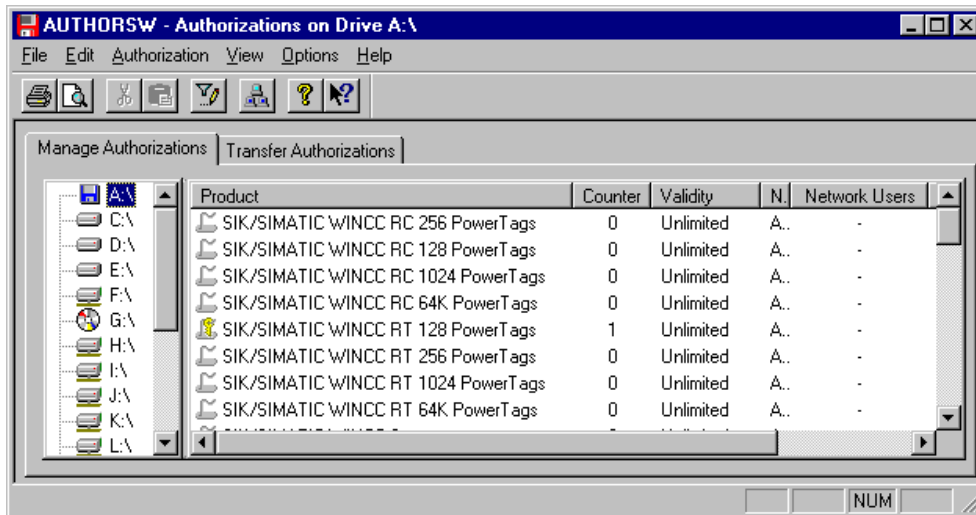 AUTHORSW - Authorizations on Drive A:\
File Edit Authorization View Options Help
Manage Authorizations Transfer Authorizations
A:\
C:\
D:\
E:\
F:\
G:\
H:\
I:\
J:\
K:\
L:\
Product Counter Validity N. Network Users
SIK/SIMATIC WINCC RC 256 PowerTags 0 Unlimited A.. -
SIK/SIMATIC WINCC RC 128 PowerTags 0 Unlimited A.. -
SIK/SIMATIC WINCC RC 1024 PowerTags 0 Unlimited A.. -
SIK/SIMATIC WINCC RC 64K PowerTags 0 Unlimited A.. -
SIK/SIMATIC WINCC RT 128 PowerTags 1 Unlimited A.. -
SIK/SIMATIC WINCC RT 256 PowerTags 0 Unlimited A.. -
SIK/SIMATIC WINCC RT 1024 PowerTags 0 Unlimited A.. -
SIK/SIMATIC WINCC RT 64K PowerTags 0 Unlimited A.. -
NUM